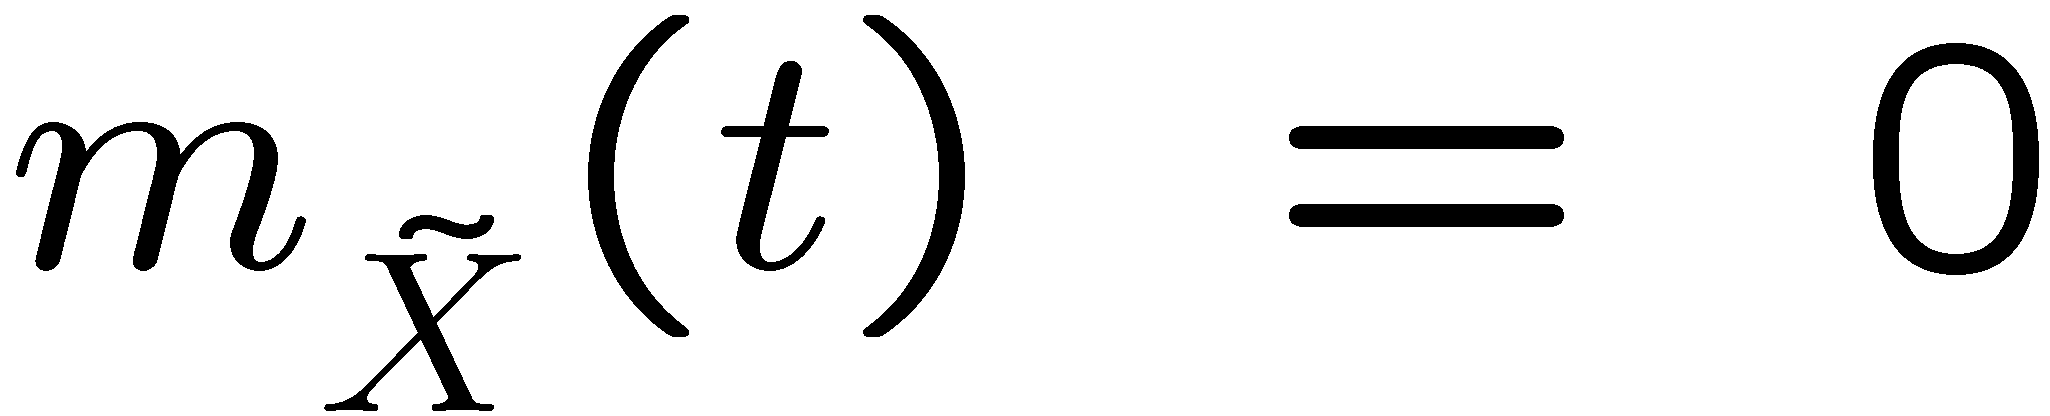 m_{\tilde{X}}(t) = 0